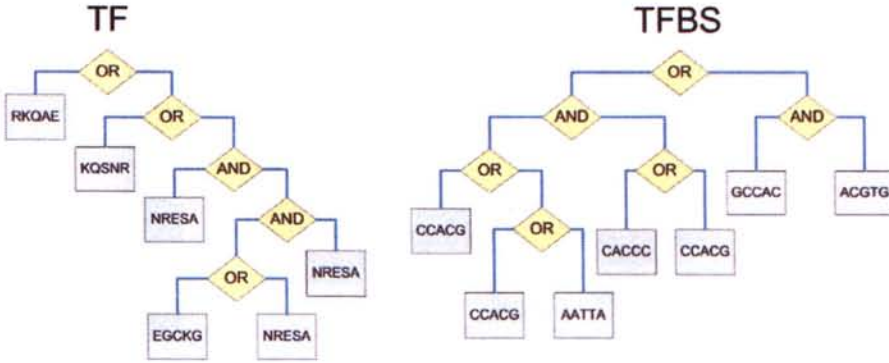 TF
TFBS
OR
RKQAE
OR
KQSNR
AND
NRESA
AND
OR
NRESA
EGCKG
NRESA
OR
AND
AND
OR
OR
GCCAC
ACGTG
CCACG
OR
CACCC
CCACG
CCACG
AATTA